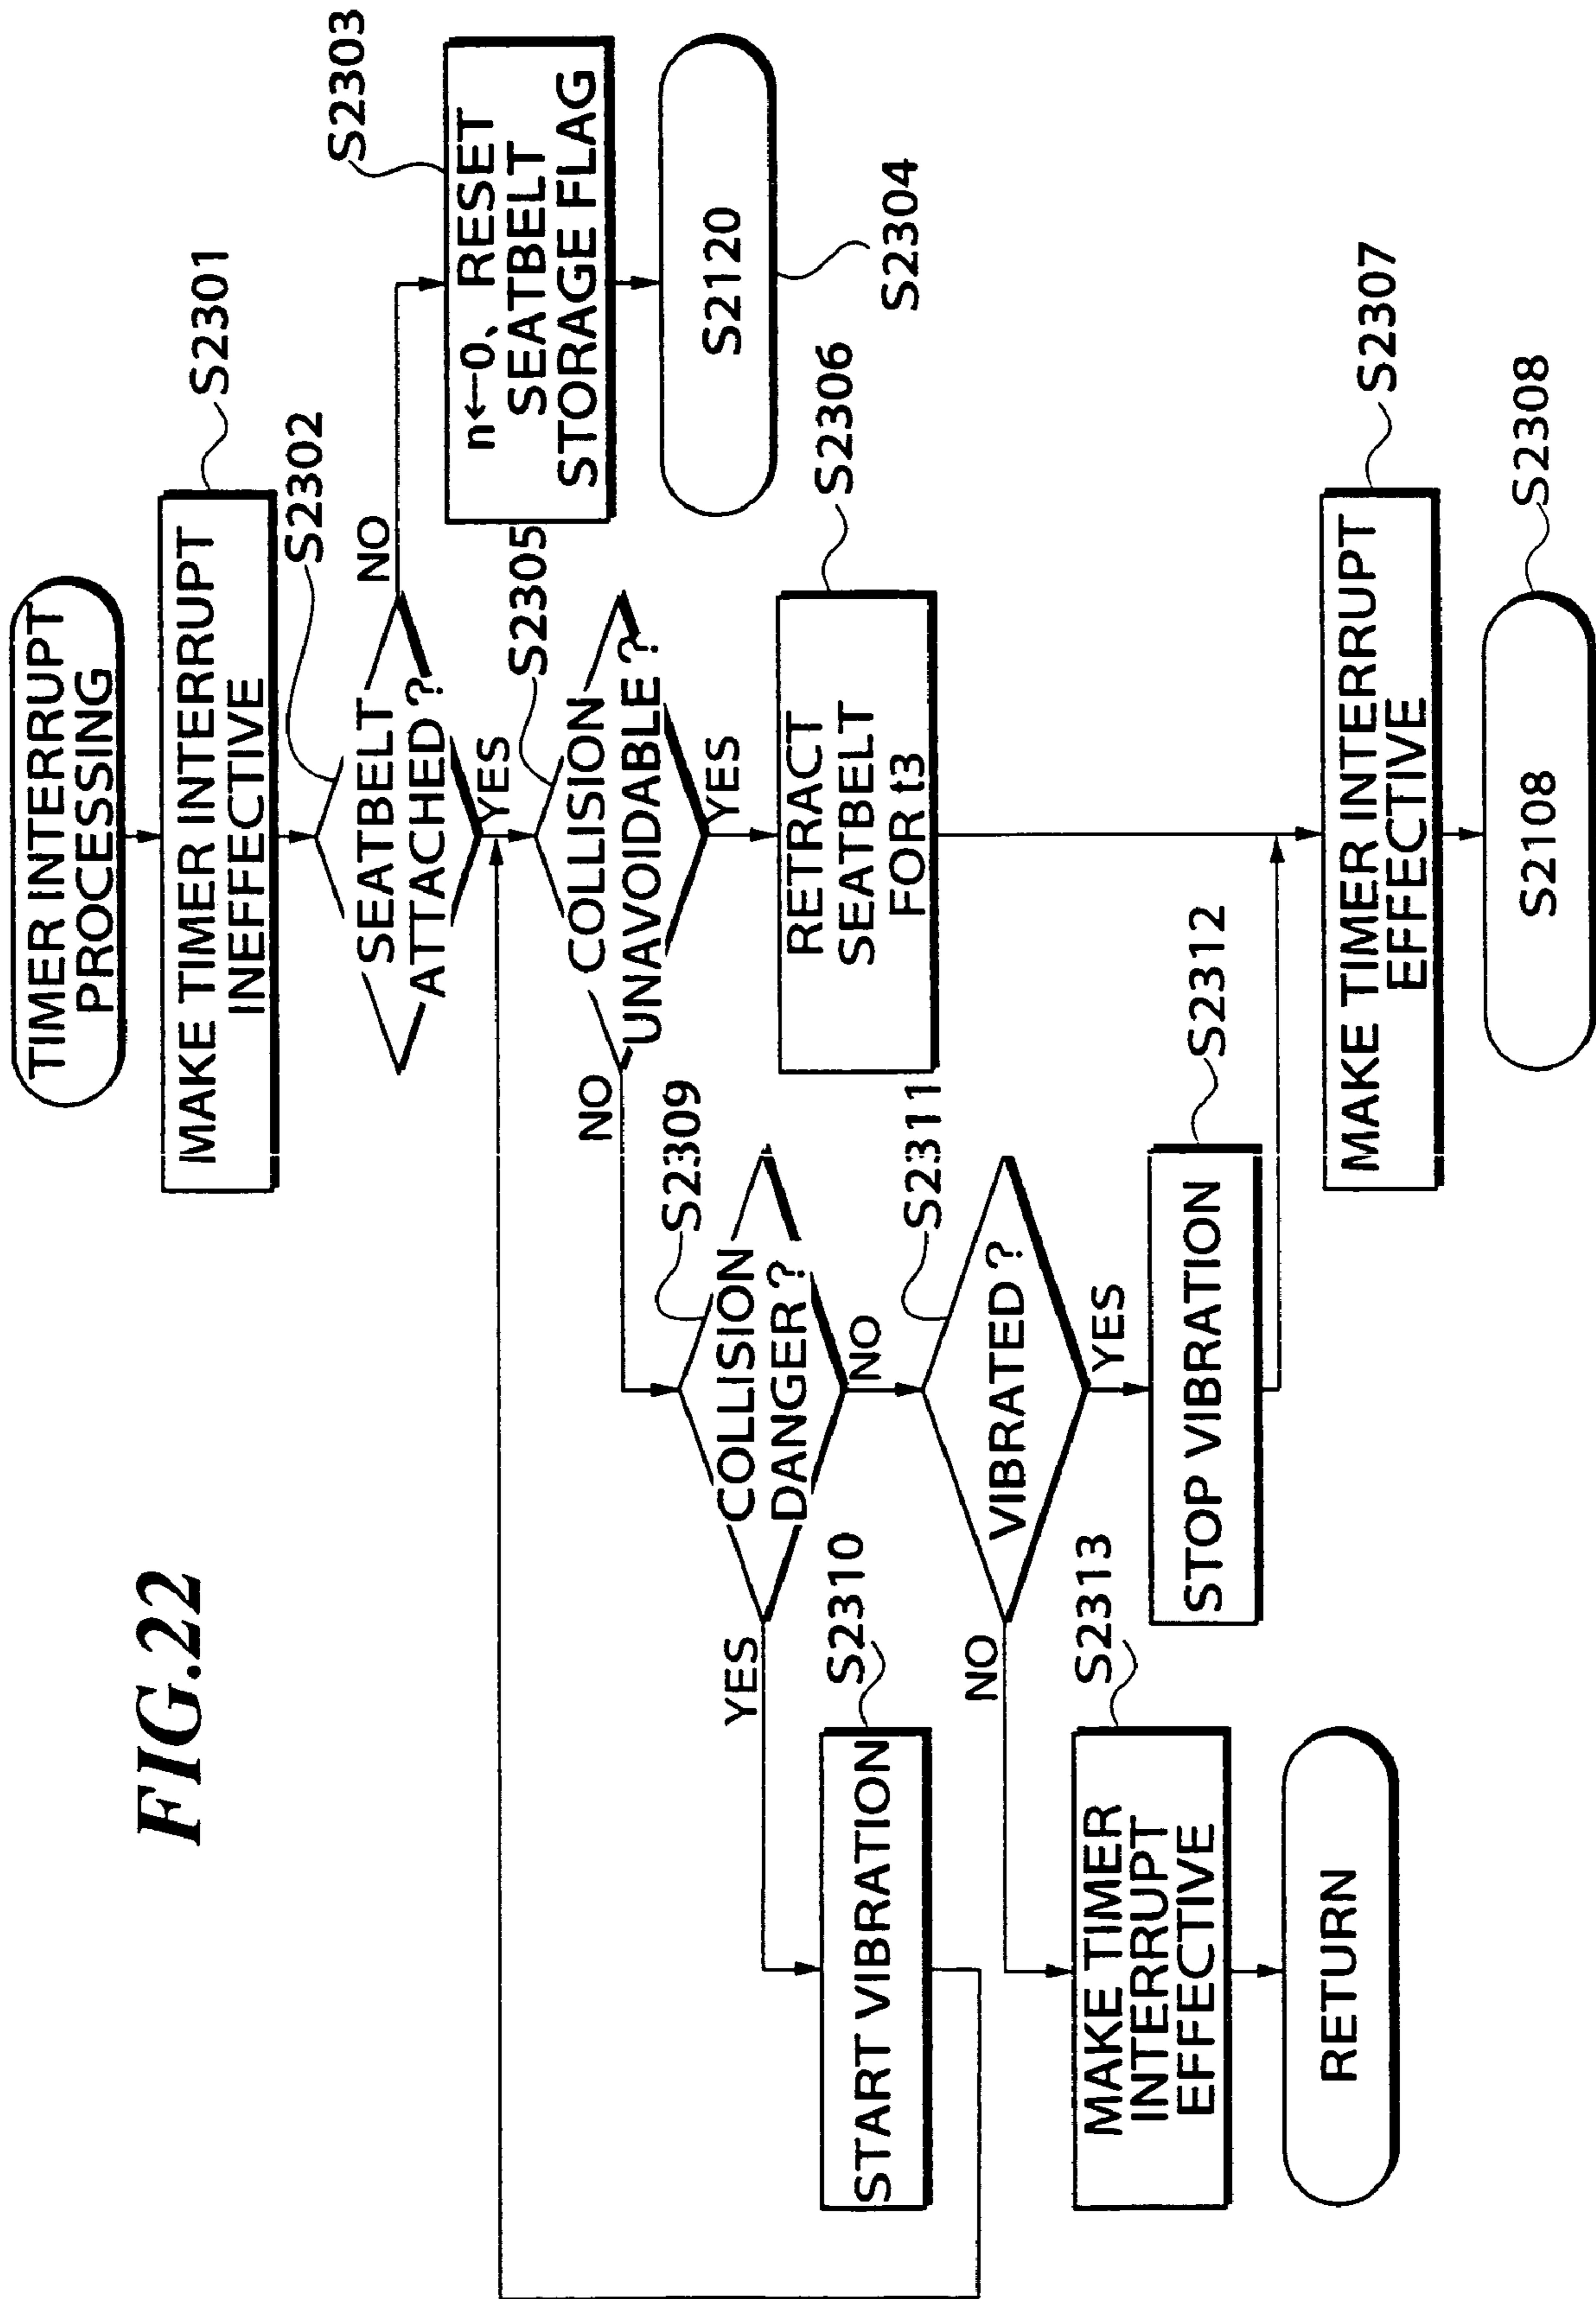 FIG.22
TIMER INTERRUPT
PROCESSING
S2301
MAKE TIMER INTERRUPT
INEFFECTIVE
S2302
SEATBELT
ATTACHED ?
NO
YES
S2303
n←0、 RESET
SEATBELT
STORAGE FLAG
S2120
S2304
S2305
COLLISION
UNAVOIDABLE ?
NO
YES
S2306
RETRACT
SEATBELT
FOR t3
S2309
COLLISION
DANGER ?
YES
NO
S2310
START VIBRATION
S2311
VIBRATED ?
NO
YES
S2313
MAKE TIMER
INTERRUPT
EFFECTIVE
RETURN
S2312
STOP VIBRATION
S2307
MAKE TIMER INTERRUPT
EFFECTIVE
S2308
S2108